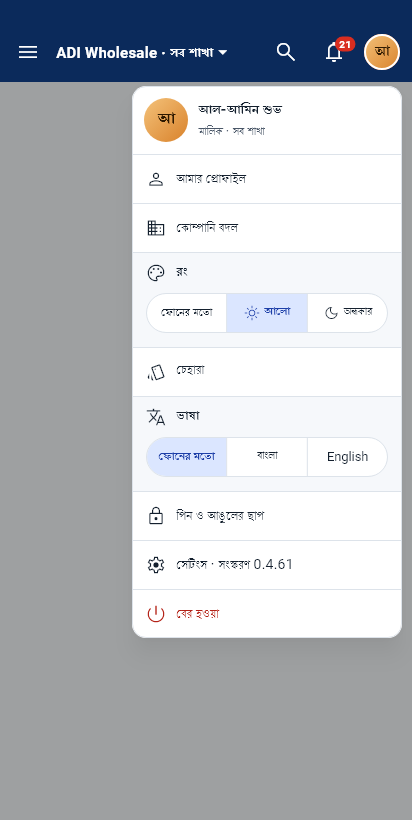 ADI Wholesale · সব শাখা
21
আ
আ
আল-আমিন শুভ
মালিক · সব শাখা
আমার প্রোফাইল
কোম্পানি বদল
রং
ফোনের মতো
আলো
অন্ধকার
চেহারা
ভাষা
ফোনের মতো
বাংলা
English
পিন ও আঙুলের ছাপ
সেটিংস · সংস্করণ 0.4.61
বের হওয়া